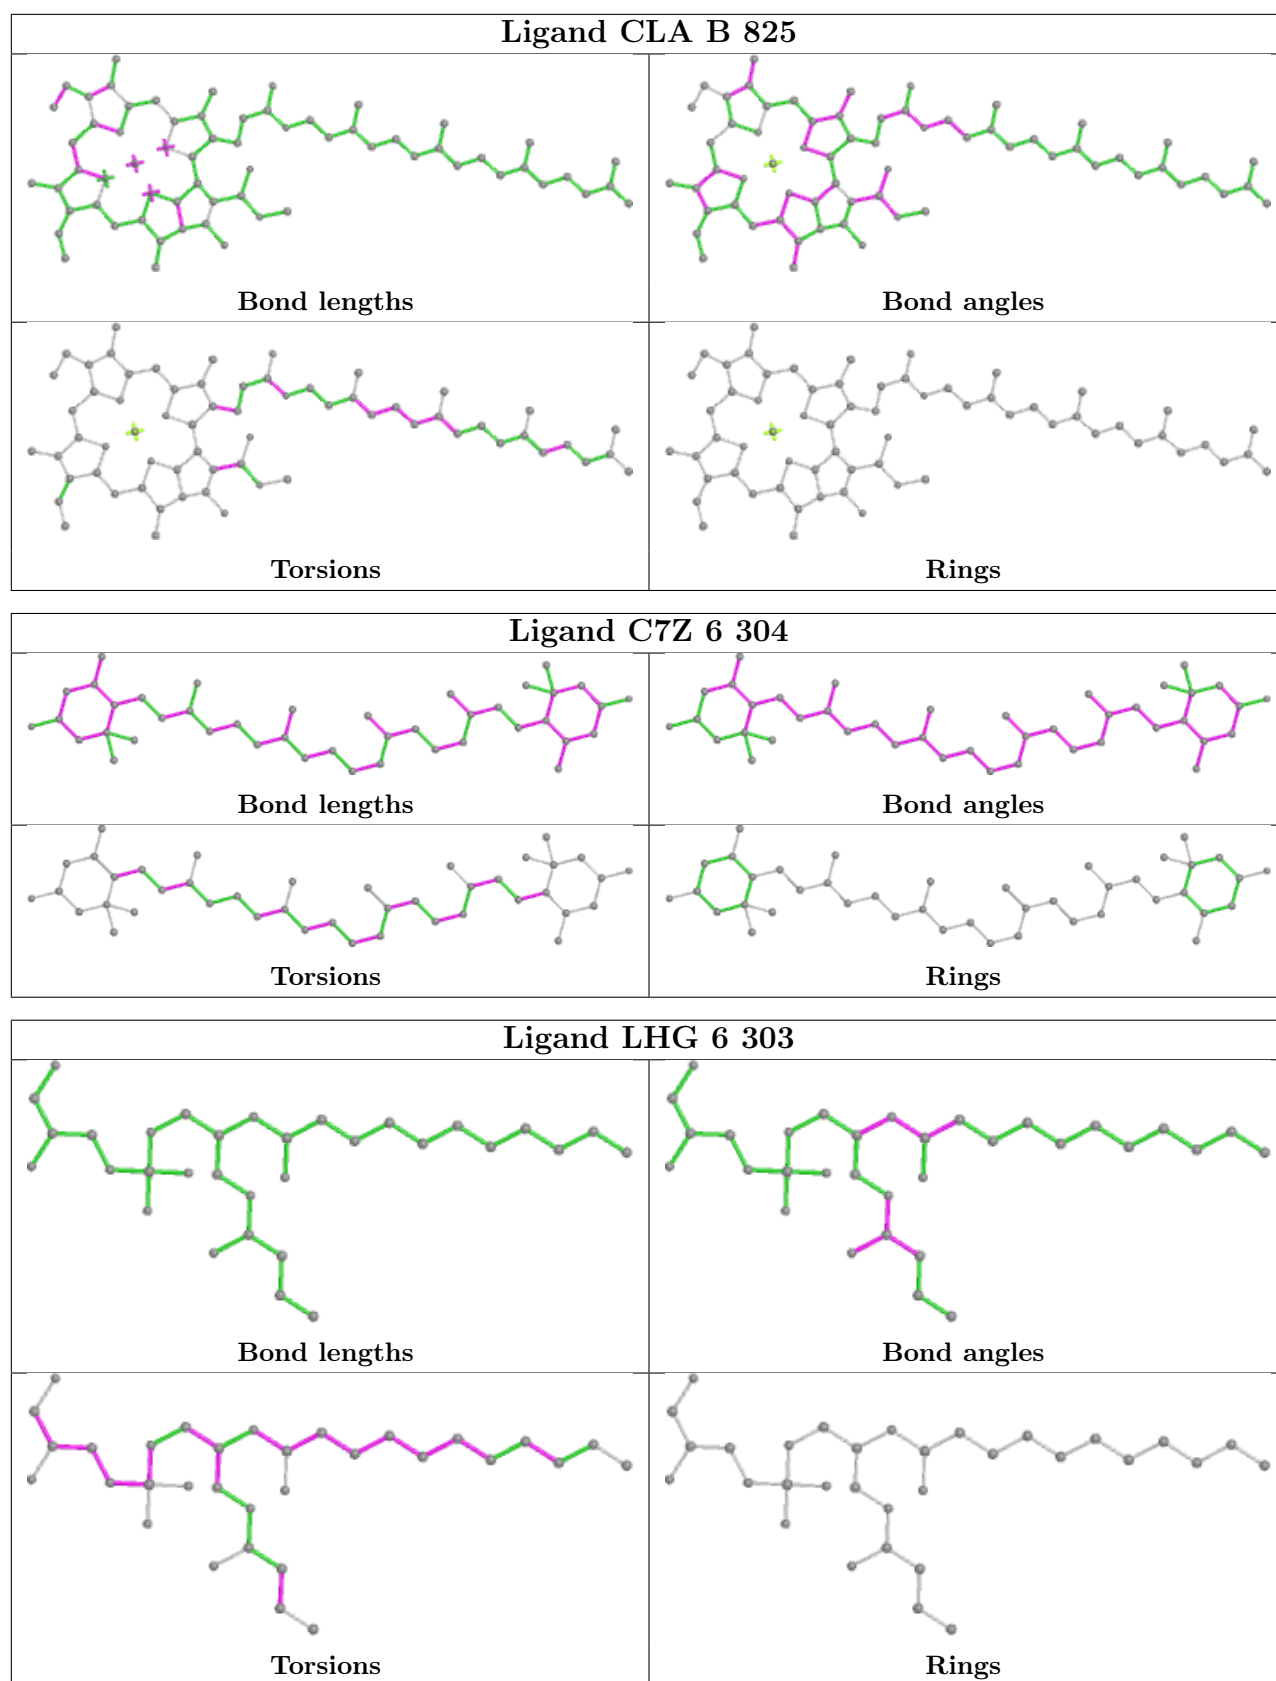 Ligand CLA B 825
Bond lengths
Bond angles
Torsions
Rings
Ligand C7Z 6 304
Bond lengths
Bond angles
Torsions
Rings
Ligand LHG 6 303
Bond lengths
Bond angles
Torsions
Rings